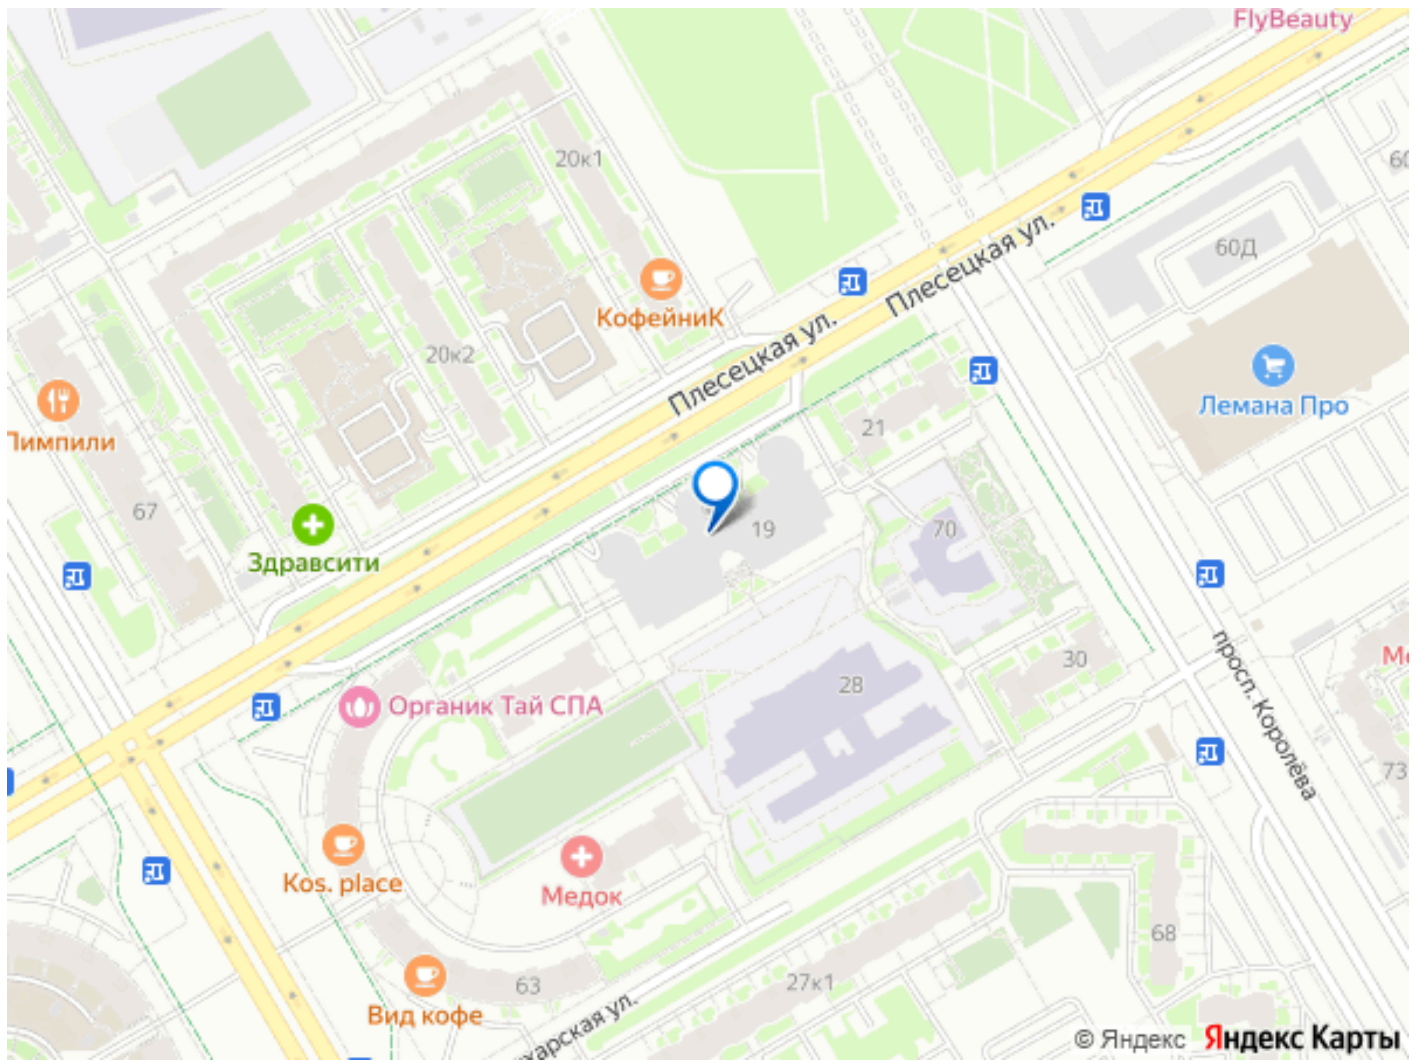 FlyBeauty
20к1
60
60Д
Плесецкая ул.
КофейниК
Плесецкая ул.
20к2
Лемана Про
21
67
19
70
Здравсити
28
30
Органик Тай СПА
просп. Королёва
73
Kos. place
Медок
68
63
27к1
Вид кофе
© Яндекс Яндекс Карты